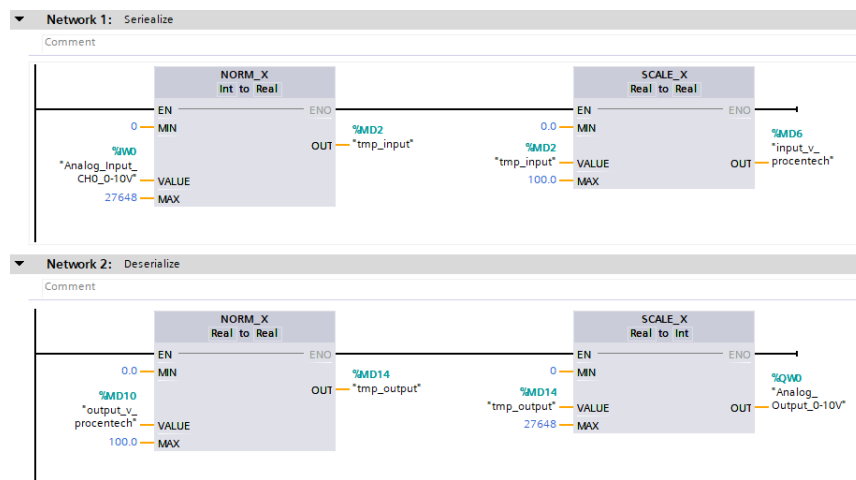 Network 1: Seriealize
Comment
NORM_X
Int to Real
EN
ENO
0
MIN
%IW0
"Analog_Input_
CH0_0-10V"
VALUE
27648
MAX
OUT
%MD2
"tmp_input"
SCALE_X
Real to Real
EN
ENO
0.0
MIN
%MD2
"tmp_input"
VALUE
100.0
MAX
OUT
%MD6
"input_v_
procentech"
Network 2: Deserialize
Comment
NORM_X
Real to Real
EN
ENO
0.0
MIN
%MD10
"output_v_
procentech"
VALUE
100.0
MAX
OUT
%MD14
"tmp_output"
SCALE_X
Real to Int
EN
ENO
0
MIN
%MD14
"tmp_output"
VALUE
27648
MAX
OUT
%QW0
"Analog_
Output_0-10V"